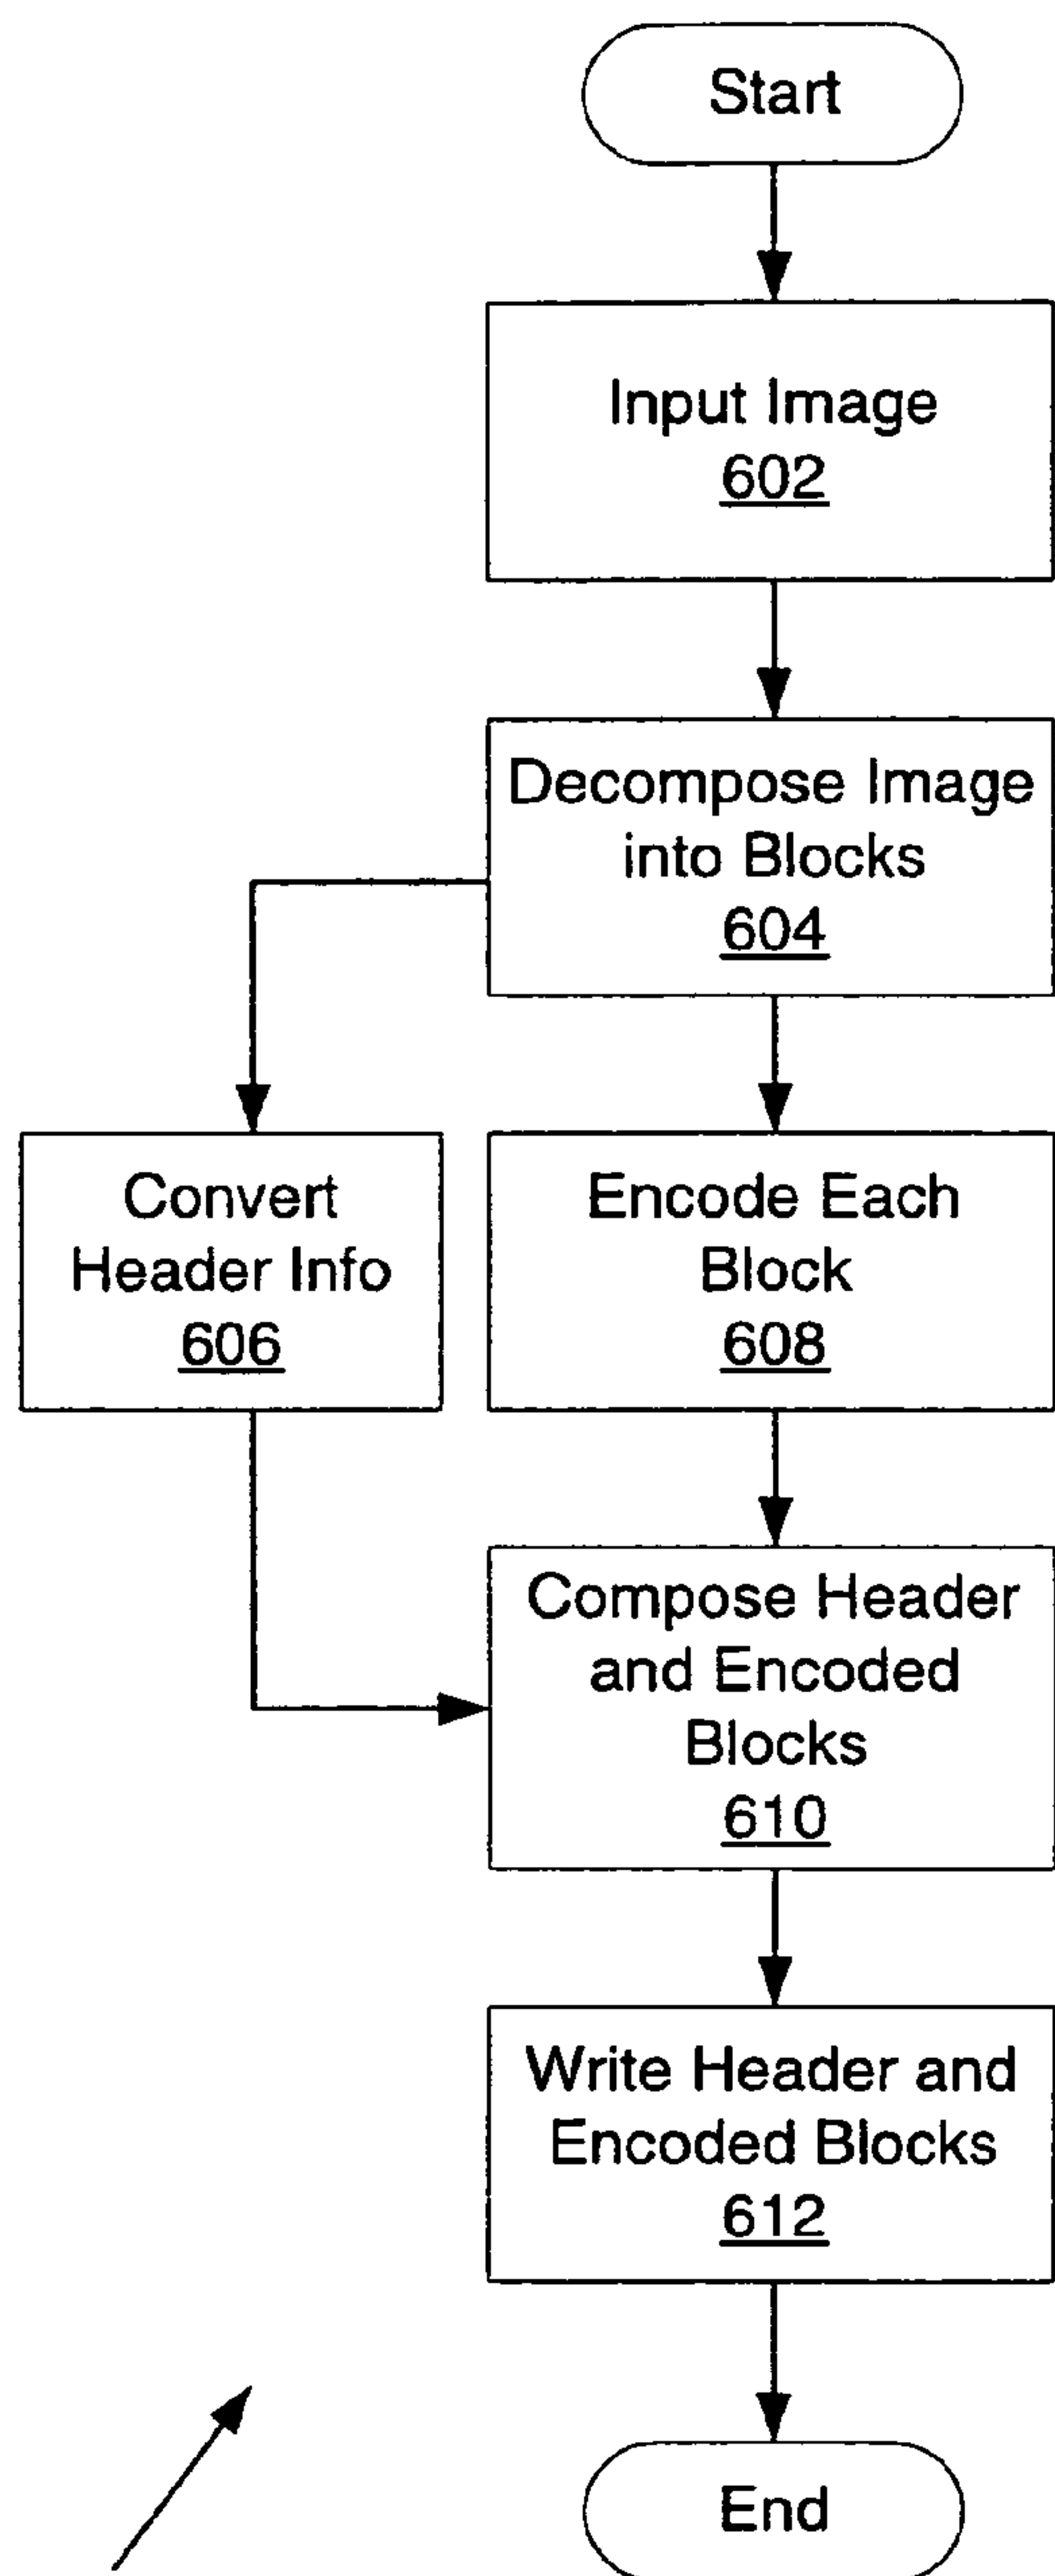 Start
Input Image
602
Decompose Image
into Blocks
604
Convert
Header Info
606
Encode Each
Block
608
Compose Header
and Encoded
Blocks
610
Write Header and
Encoded Blocks
612
End